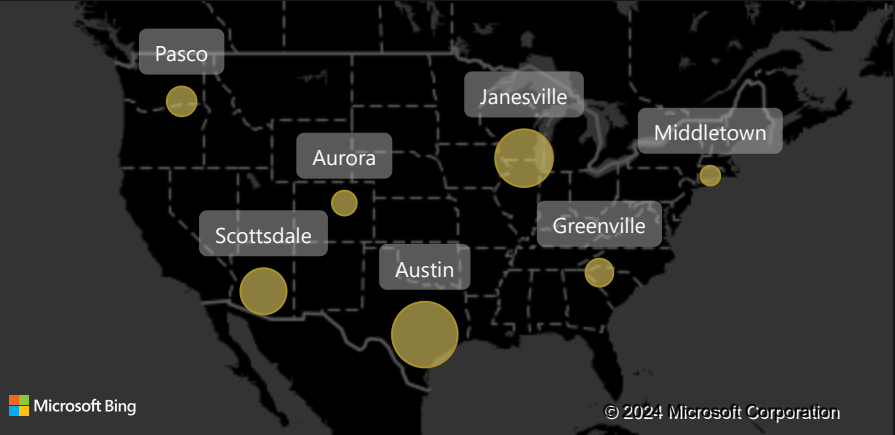 Pasco
Janesville
Middletown
Aurora
Greenville
Scottsdale
Austin
Microsoft Bing
© 2024 Microsoft Corporation